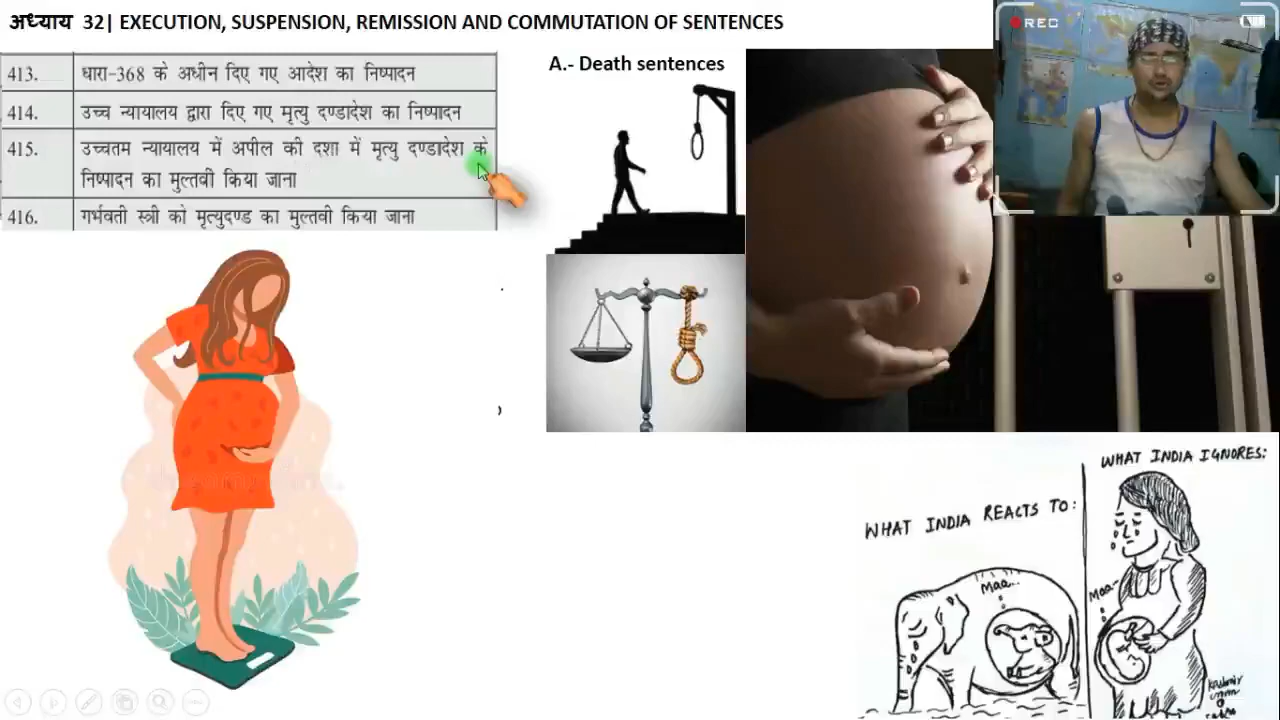 अध्याय 32| EXECUTION, SUSPENSION, REMISSION AND COMMUTATION OF SENTENCES
413. धारा-368 के अधीन दिए गए आदेश का निष्पादन
414. उच्च न्यायालय द्वारा दिए गए मृत्यु दण्डादेश का निष्पादन
415. उच्चतम न्यायालय में अपील की दशा में मृत्यु दण्डादेश के
निष्पादन का मुल्तवी किया जाना
416. गर्भवती स्त्री को मृत्युदण्ड का मुल्तवी किया जाना
A.- Death sentences
REC
WHAT INDIA REACTS TO:
Maa...
WHAT INDIA IGNORES:
Maa..